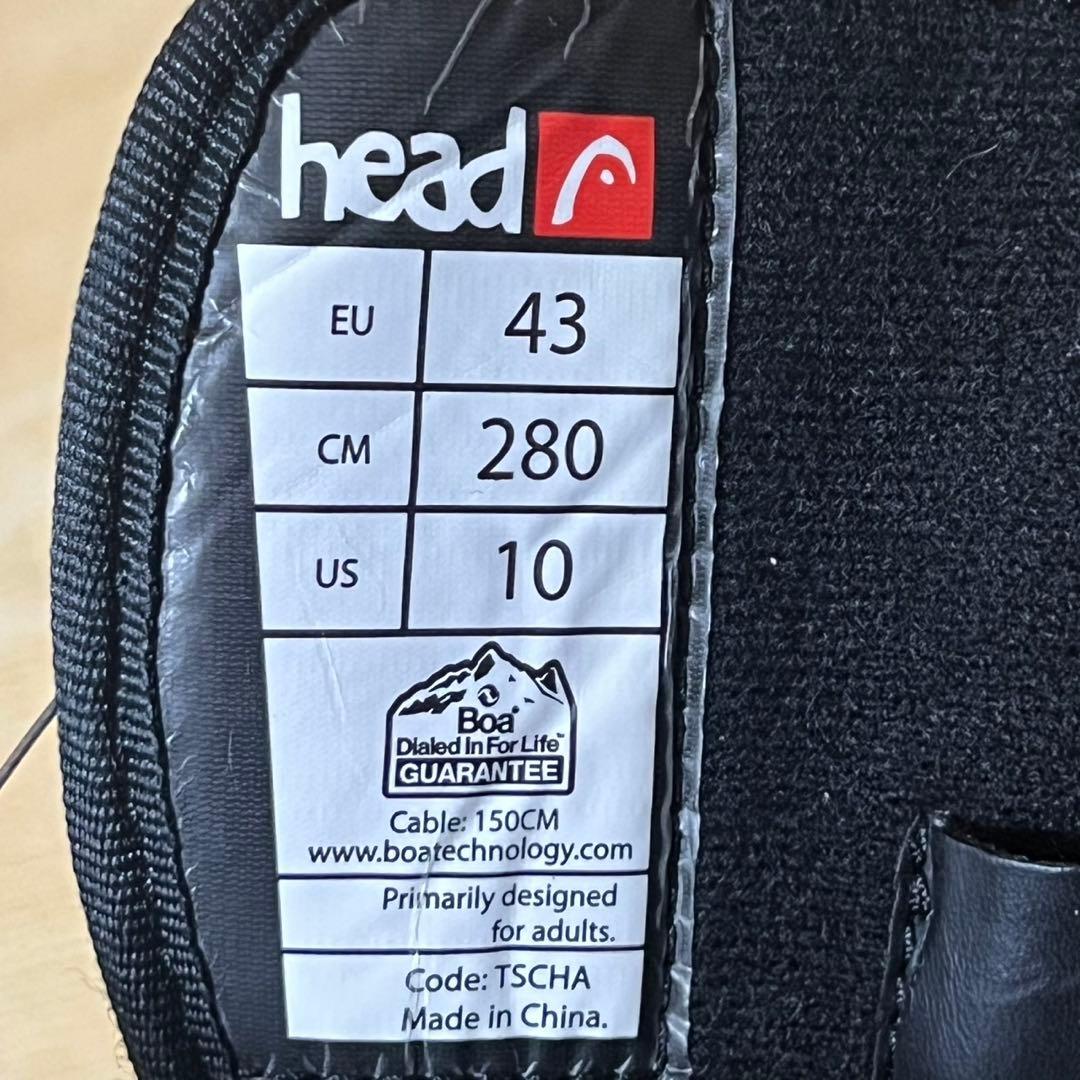 head
EU 43
CM 280
US 10
Boa®
Dialed In For Life™
GUARANTEE
Cable: 150CM
www.boatechnology.com
Primarily designed
for adults.
Code: TSCHA
Made in China.